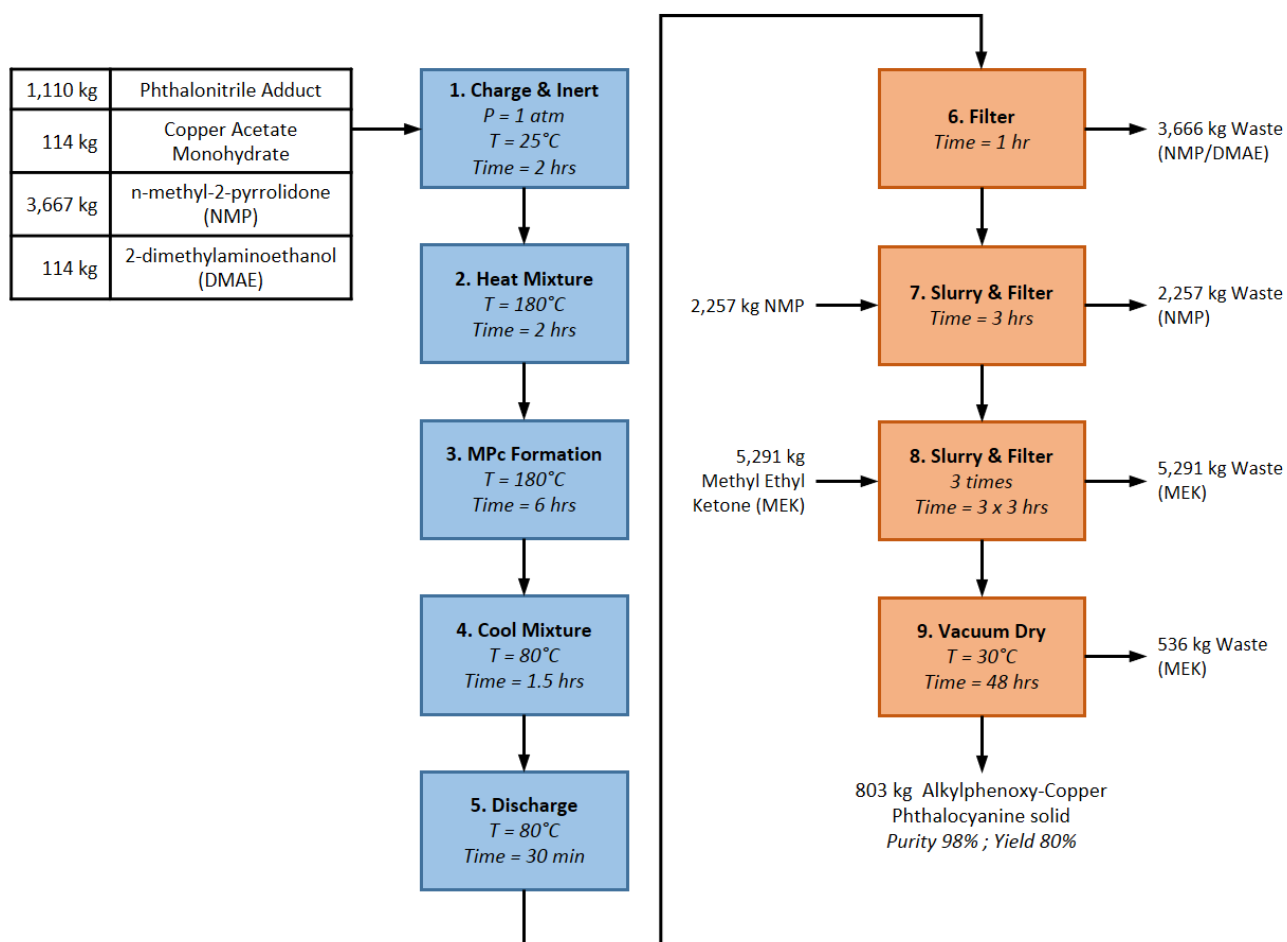 1,110 kg Phthalonitrile Adduct
114 kg Copper Acetate
Monohydrate
3,667 kg n-methyl-2-pyrrolidone
(NMP)
114 kg 2-dimethylaminoethanol
(DMAE)
1. Charge & Inert
P = 1 atm
T = 25°C
Time = 2 hrs
2. Heat Mixture
T = 180°C
Time = 2 hrs
3. MPc Formation
T = 180°C
Time = 6 hrs
4. Cool Mixture
T = 80°C
Time = 1.5 hrs
5. Discharge
T = 80°C
Time = 30 min
6. Filter
Time = 1 hr
3,666 kg Waste
(NMP/DMAE)
2,257 kg NMP
7. Slurry & Filter
Time = 3 hrs
2,257 kg Waste
(NMP)
5,291 kg
Methyl Ethyl
Ketone (MEK)
8. Slurry & Filter
3 times
Time = 3 x 3 hrs
5,291 kg Waste
(MEK)
9. Vacuum Dry
T = 30°C
Time = 48 hrs
536 kg Waste
(MEK)
803 kg Alkylphenoxy-Copper
Phthalocyanine solid
Purity 98% ; Yield 80%